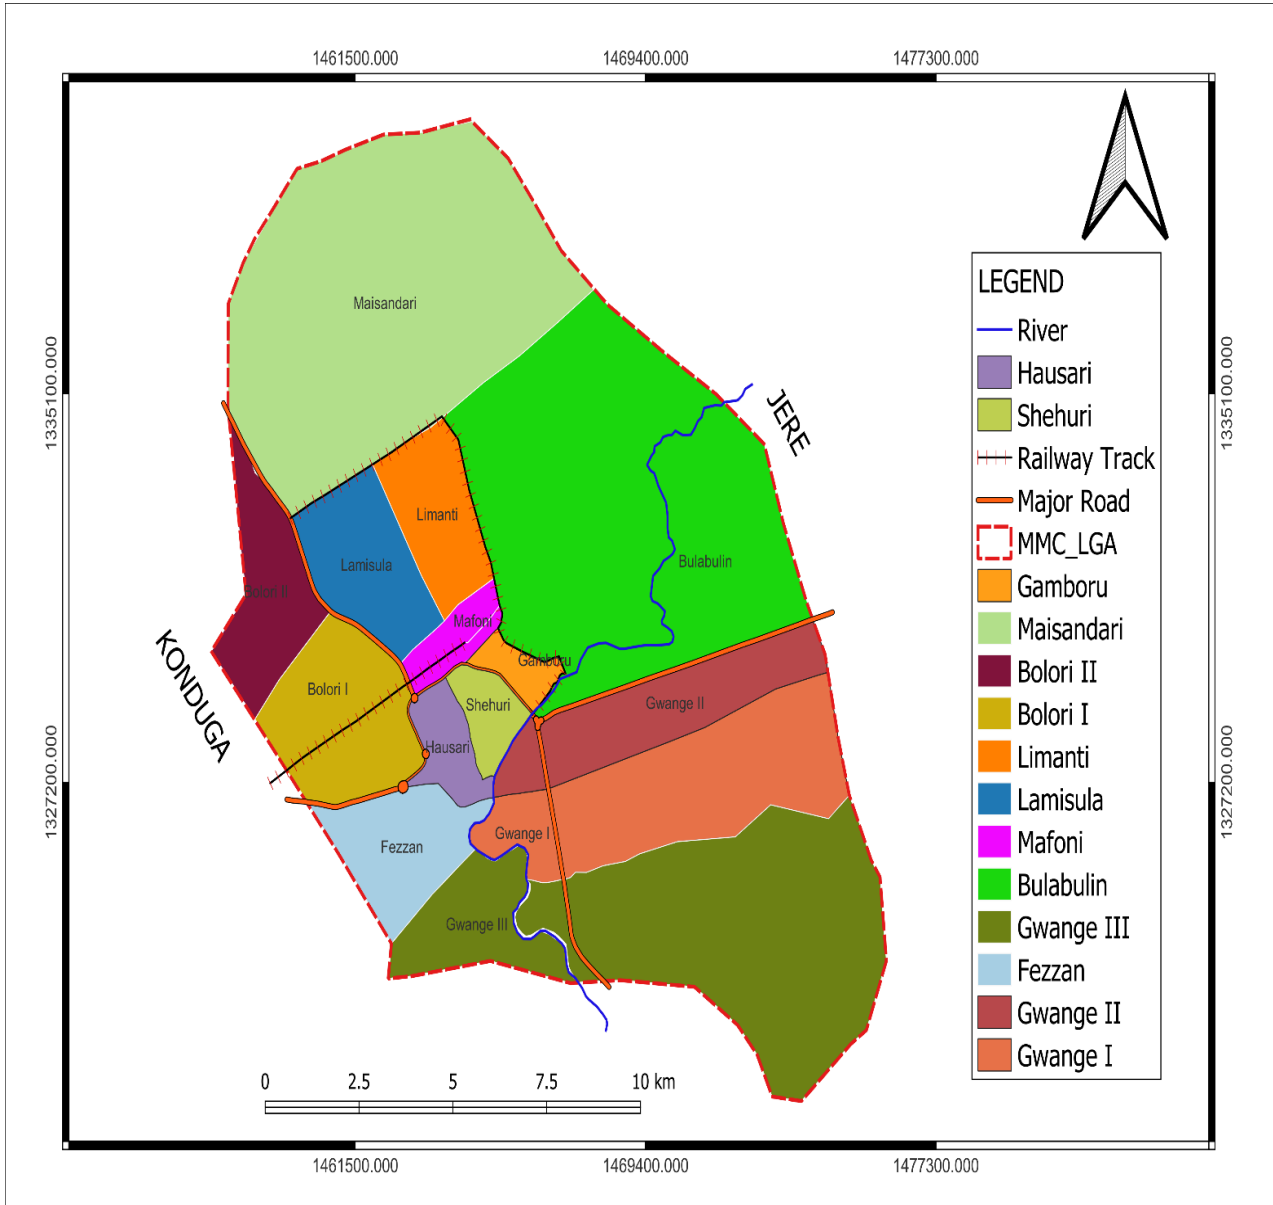 1461500.000 1469400.000 1477300.000
1335100.000
1335100.000
1327200.000
1327200.000
Maisandari
JERE
Limanti
Lamisula
Bulabulin
Bolori II
Mafoni
KONDUGA
Gamburu
Bolori I
Shehuri
Gwange II
Hausari
Gwange I
Fezzan
Gwange III
LEGEND
River
Hausari
Shehuri
Railway Track
Major Road
MMC_LGA
Gamboru
Maisandari
Bolori II
Bolori I
Limanti
Lamisula
Mafoni
Bulabulin
Gwange III
Fezzan
Gwange II
Gwange I
0 2.5 5 7.5 10 km
1461500.000 1469400.000 1477300.000